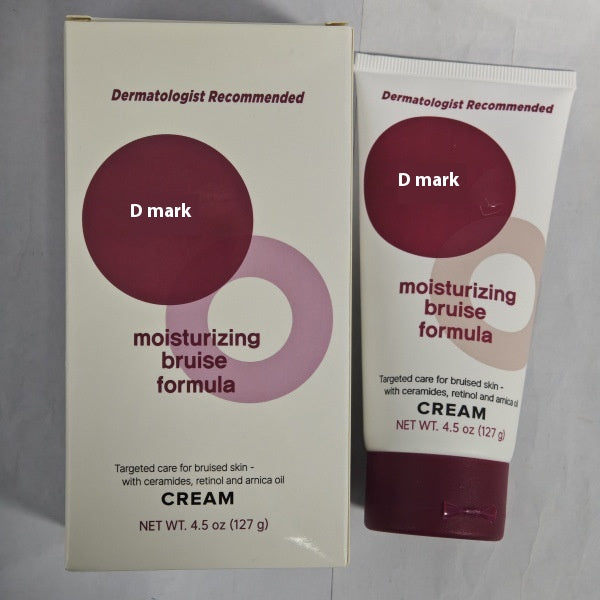 Dermatologist Recommended
D mark
moisturizing
bruise
formula
Targeted care for bruised skin -
with ceramides, retinol and arnica oil
CREAM
NET WT. 4.5 oz (127 g)
Dermatologist Recommended
D mark
moisturizing
bruise
formula
Targeted care for bruised skin -
with ceramides, retinol and arnica oil
CREAM
NET WT. 4.5 oz (127 g)